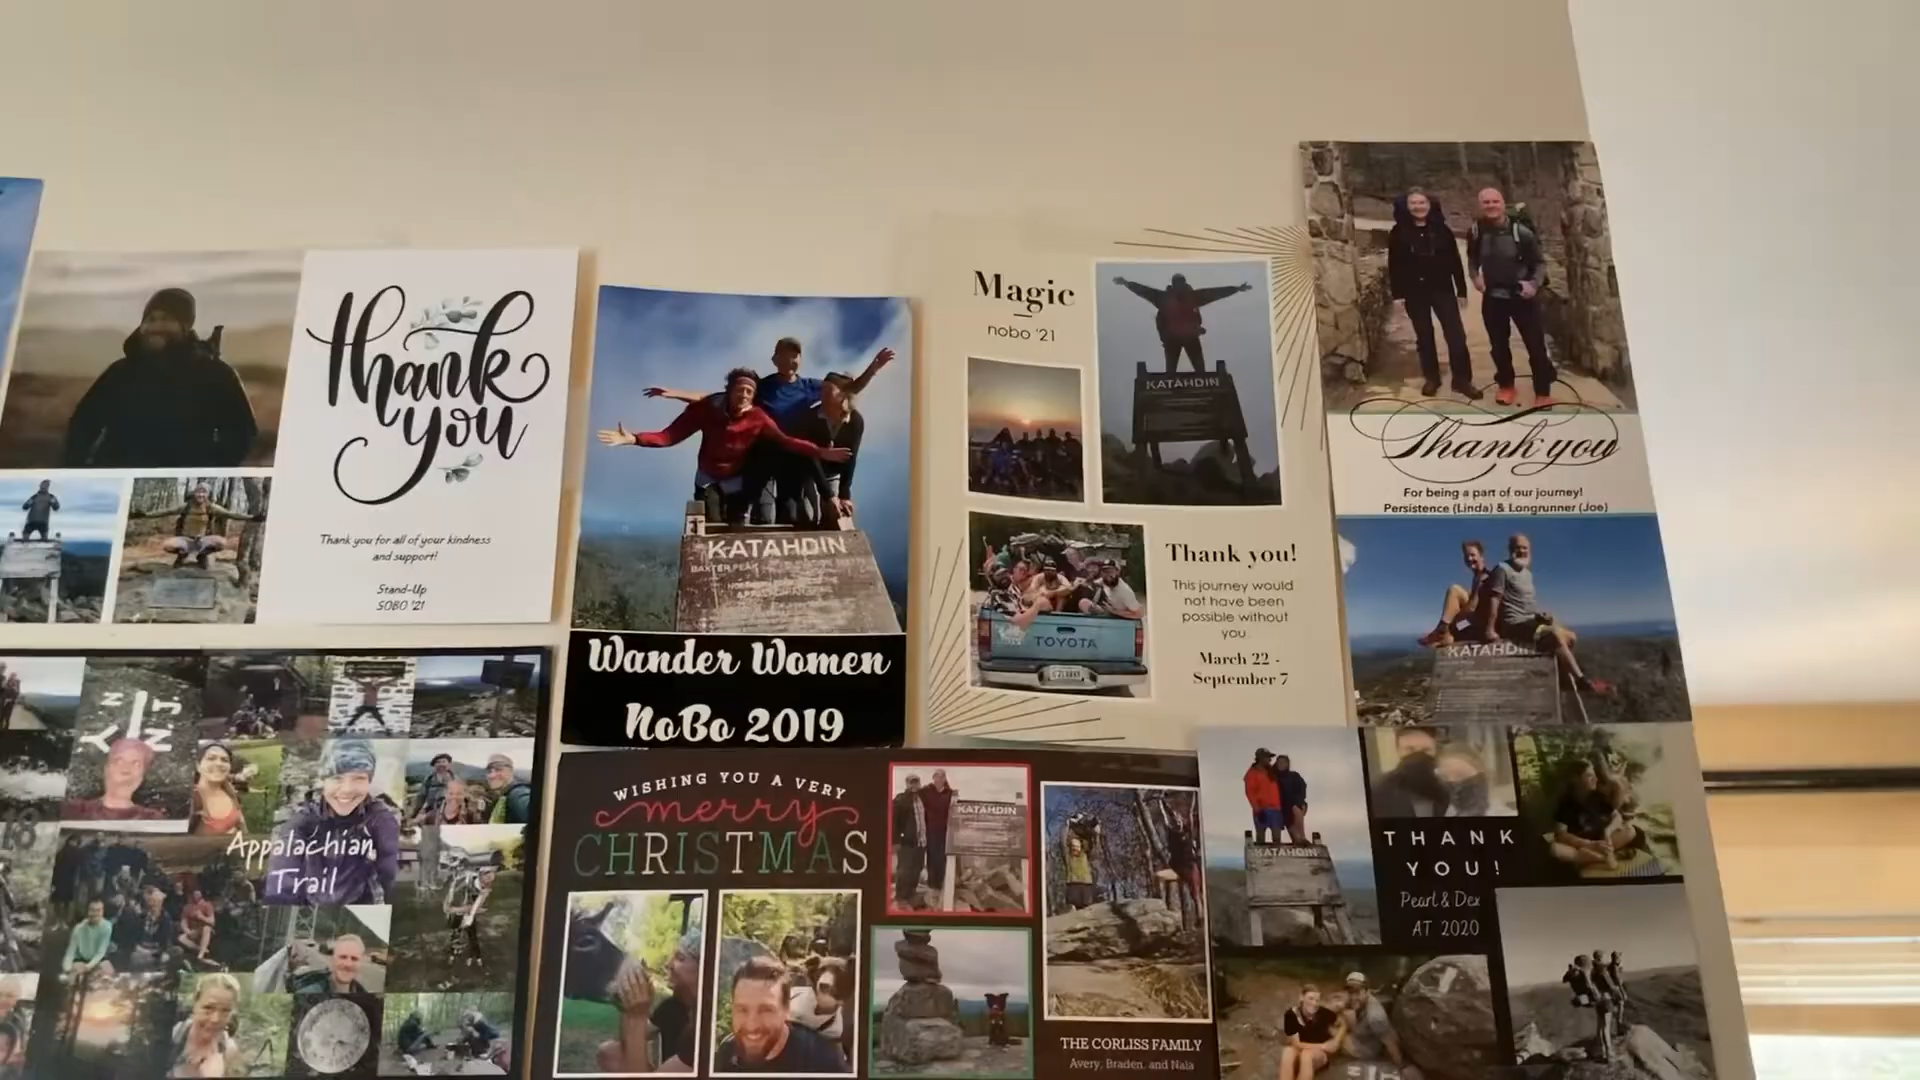 thank
you
Thank you for all of your kindness
and support!
Stand-Up
SOBO '21
KATAHDIN
BAXTER PEAK
Wander Women
NoBo 2019
Magic
nobo '21
KATAHDIN
TOYOTA
Thank you!
This journey would
not have been
possible without
you.
March 22 -
September 7
Thank you
For being a part of our journey!
Persistence (Linda) & Longrunner (Joe)
KATAHDIN
Appalachian
Trail
WISHING YOU A VERY
merry
CHRISTMAS
KATAHDIN
THE CORLISS FAMILY
Avery, Braden, and Nala
KATAHDIN
THANK
YOU!
Pearl & Dex
AT 2020